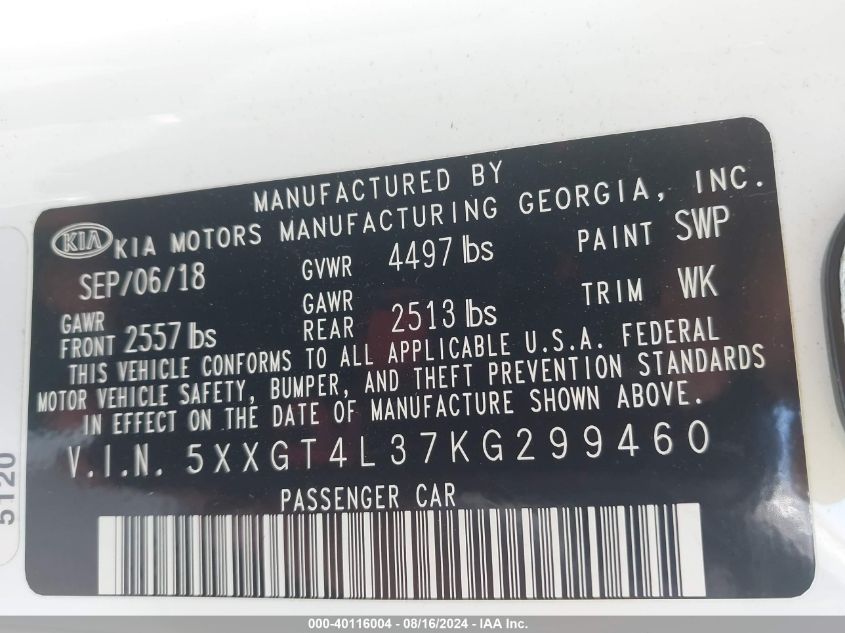 MANUFACTURED BY
KIA KIA MOTORS MANUFACTURING GEORGIA, INC.
SEP/06/18 GVWR 4497 lbs PAINT SWP
GAWR FRONT 2557 lbs GAWR REAR 2513 lbs TRIM WK
THIS VEHICLE CONFORMS TO ALL APPLICABLE U.S.A. FEDERAL
MOTOR VEHICLE SAFETY, BUMPER, AND THEFT PREVENTION STANDARDS
IN EFFECT ON THE DATE OF MANUFACTURE SHOWN ABOVE.
V.I.N. 5XXGT4L37KG299460
PASSENGER CAR
5120
000-40116004 - 08/16/2024 - IAA Inc.